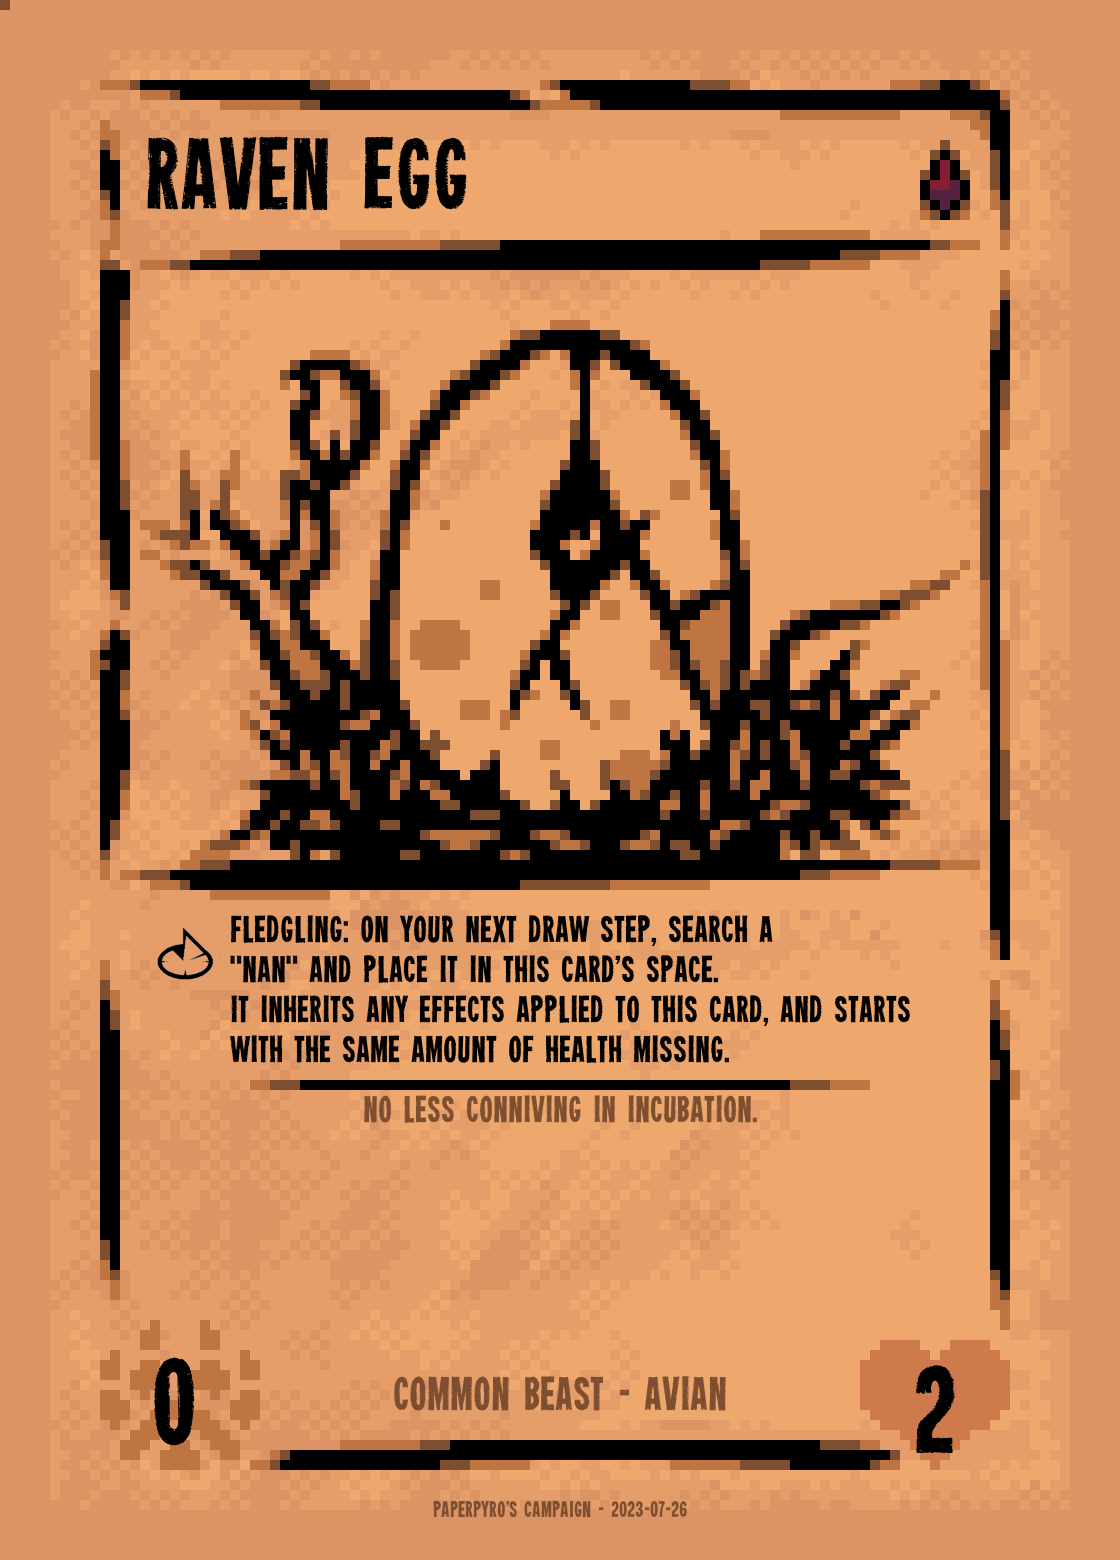 RAVEN EGG
FLEDGLING: ON YOUR NEXT DRAW STEP, SEARCH A
"NAN" AND PLACE IT IN THIS CARD'S SPACE.
IT INHERITS ANY EFFECTS APPLIED TO THIS CARD, AND STARTS
WITH THE SAME AMOUNT OF HEALTH MISSING.
NO LESS CONNIVING IN INCUBATION.
0
COMMON BEAST - AVIAN
2
PAPERPYRO'S CAMPAIGN - 2023-07-26